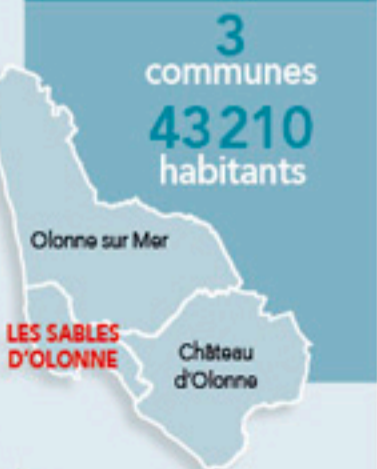 3
communes
43 210
habitants
Olonne sur Mer
LES SABLES
D'OLONNE
Château
d'Olonne